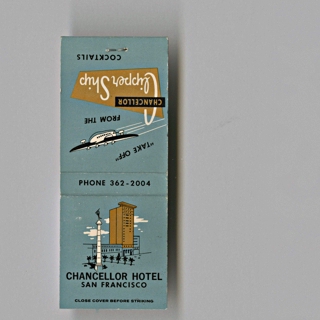 COCKTAILS
Clipper Ship
CHANCELLOR
FROM THE
"TAKE OFF"
PHONE 362-2004
CHANCELLOR HOTEL
SAN FRANCISCO
CLOSE COVER BEFORE STRIKING